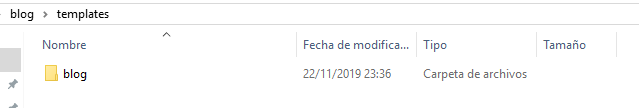 blog > templates
Nombre Fecha de modifica... Tipo Tamaño
blog 22/11/2019 23:36 Carpeta de archivos